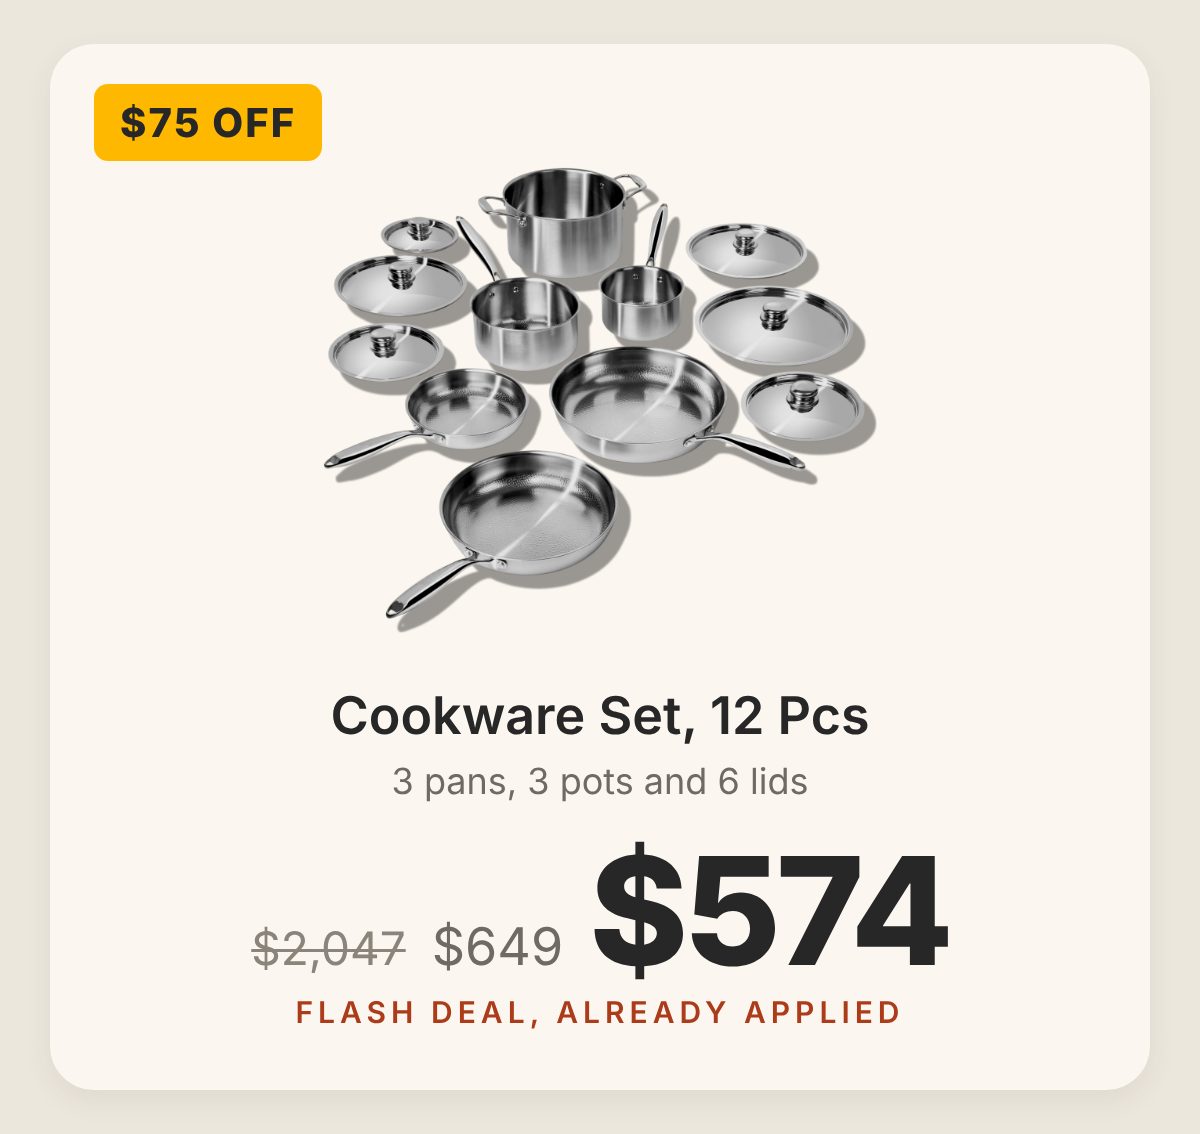 $75 OFF
Cookware Set, 12 Pcs
3 pans, 3 pots and 6 lids
$2,047 $649 $574
FLASH DEAL, ALREADY APPLIED